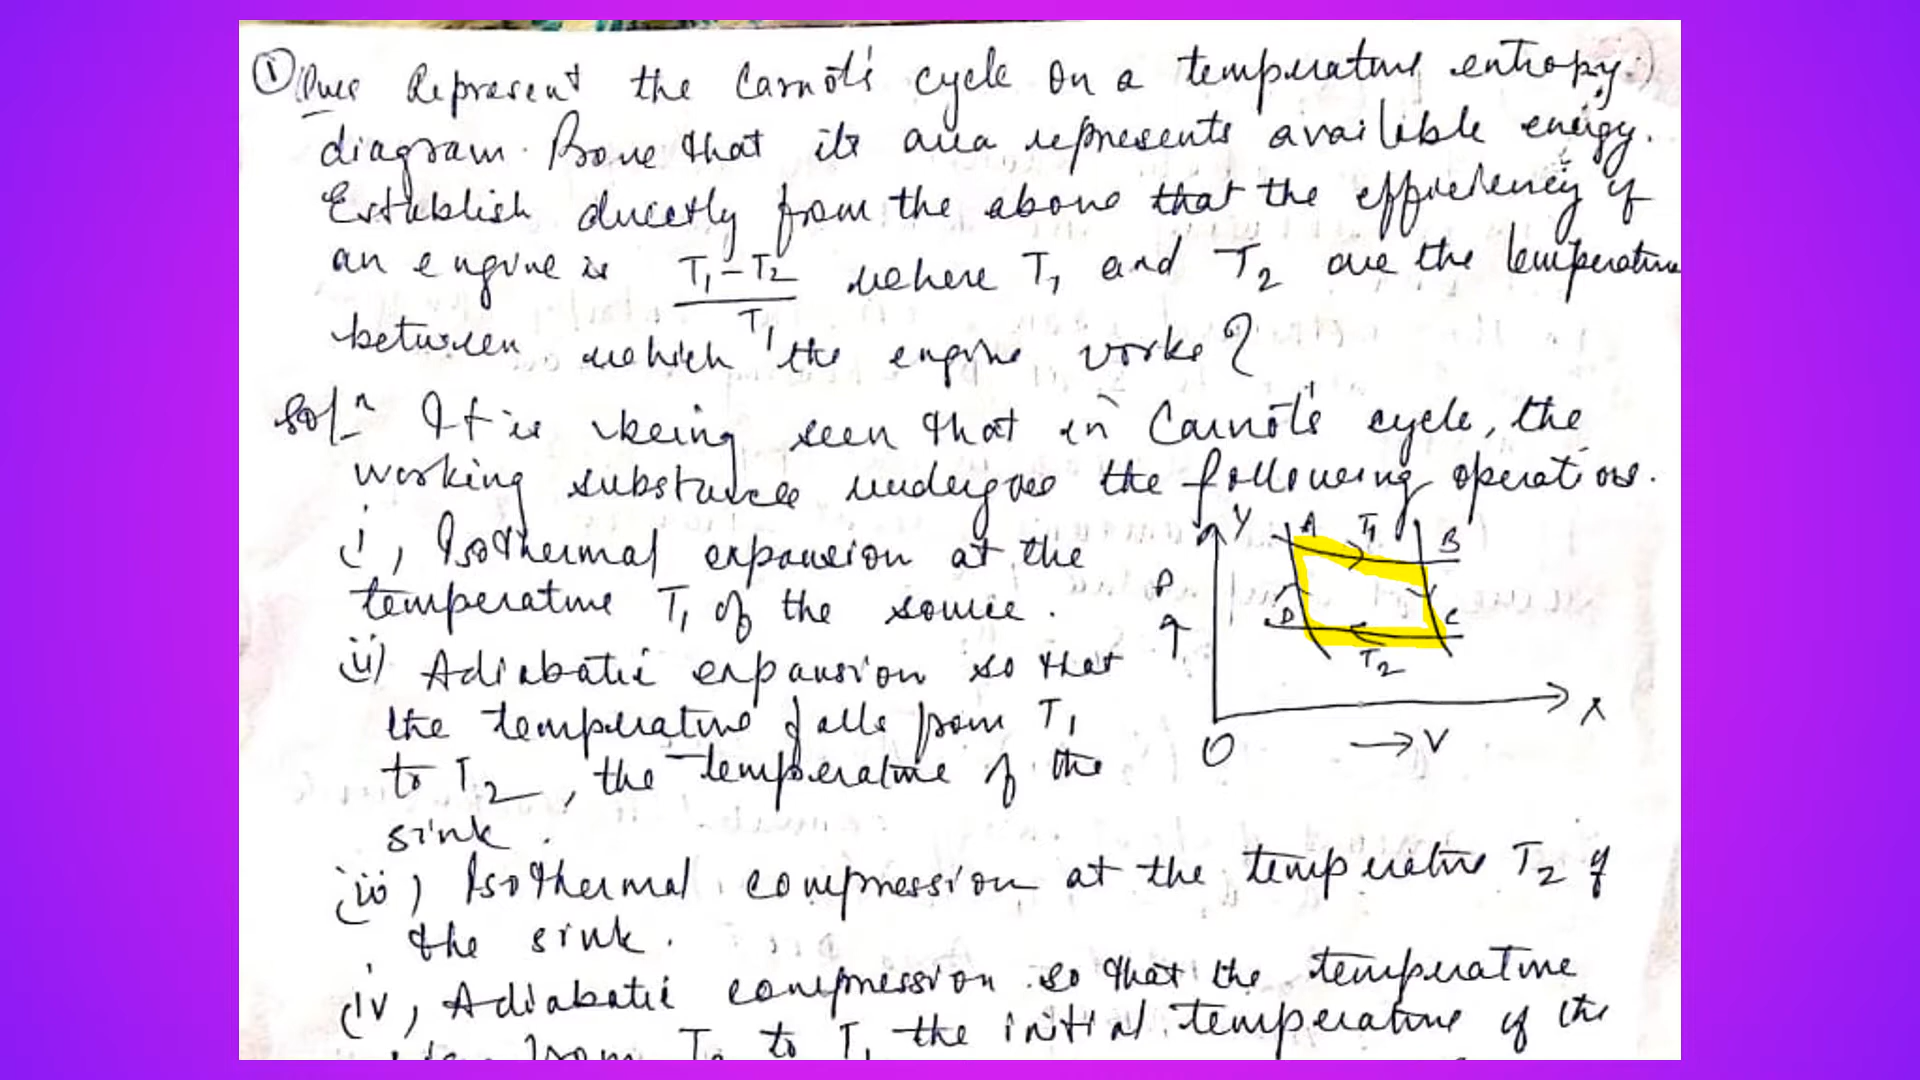 ① Ques Represent the Carnot's cycle on a temperature entropy
diagram. Prove that its area represents available energy.
Establish directly from the above that the efficiency of
an engine is T₁-T₂/T₁ where T₁ and T₂ are the temperature
between which the engine works?
Solⁿ It is being seen that in Carnot's cycle, the
working substance undergoes the following operations.
(i) Isothermal expansion at the
temperature T₁ of the source.
(ii) Adiabatic expansion so that
the temperature falls from T₁
to T₂, the temperature of the
sink.
Y A T₁ B
P
D C
T₂
O → V X
(iii) Isothermal compression at the temperature T₂ of
the sink.
(iv) Adiabatic compression so that the temperature
from T₂ to T₁ the initial temperature of the